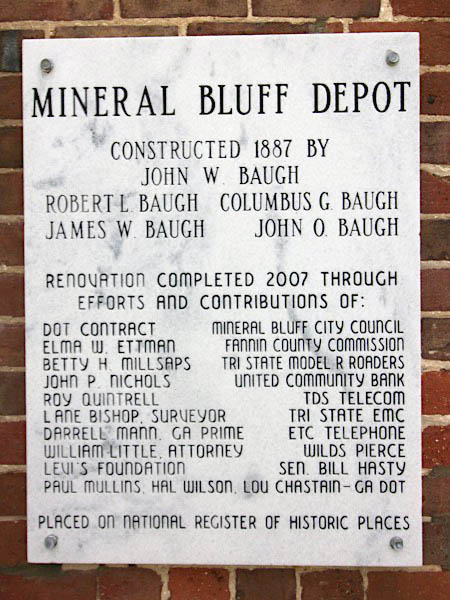 MINERAL BLUFF DEPOT
CONSTRUCTED 1887 BY
JOHN W. BAUGH
ROBERT L. BAUGH COLUMBUS G. BAUGH
JAMES W. BAUGH JOHN O. BAUGH
RENOVATION COMPLETED 2007 THROUGH
EFFORTS AND CONTRIBUTIONS OF:
DOT CONTRACT MINERAL BLUFF CITY COUNCIL
ELMA W. ETTMAN FANNIN COUNTY COMMISSION
BETTY H. MILLSAPS TRI STATE MODEL R ROADERS
JOHN P. NICHOLS UNITED COMMUNITY BANK
ROY QUINTRELL TDS TELECOM
LANE BISHOP, SURVEYOR TRI STATE EMC
DARRELL MANN, GA PRIME ETC TELEPHONE
WILLIAM LITTLE, ATTORNEY WILDS PIERCE
LEVI'S FOUNDATION SEN. BILL HASTY
PAUL MULLINS, HAL WILSON, LOU CHASTAIN-GA DOT
PLACED ON NATIONAL REGISTER OF HISTORIC PLACES